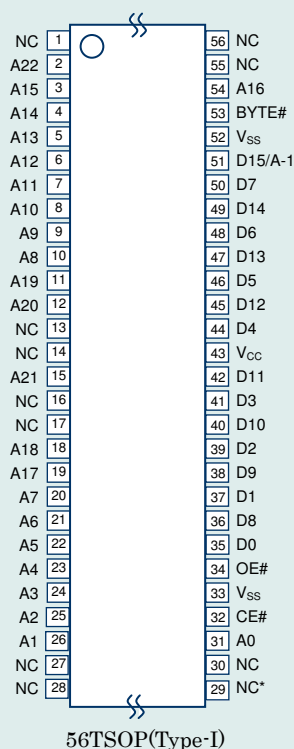 NC 1 56 NC
A22 2 55 NC
A15 3 54 A16
A14 4 53 BYTE#
A13 5 52 VSS
A12 6 51 D15/A-1
A11 7 50 D7
A10 8 49 D14
A9 9 48 D6
A8 10 47 D13
A19 11 46 D5
A20 12 45 D12
NC 13 44 D4
NC 14 43 VCC
A21 15 42 D11
NC 16 41 D3
NC 17 40 D10
A18 18 39 D2
A17 19 38 D9
A7 20 37 D1
A6 21 36 D8
A5 22 35 D0
A4 23 34 OE#
A3 24 33 VSS
A2 25 32 CE#
A1 26 31 A0
NC 27 30 NC
NC 28 29 NC*
56TSOP(Type-I)